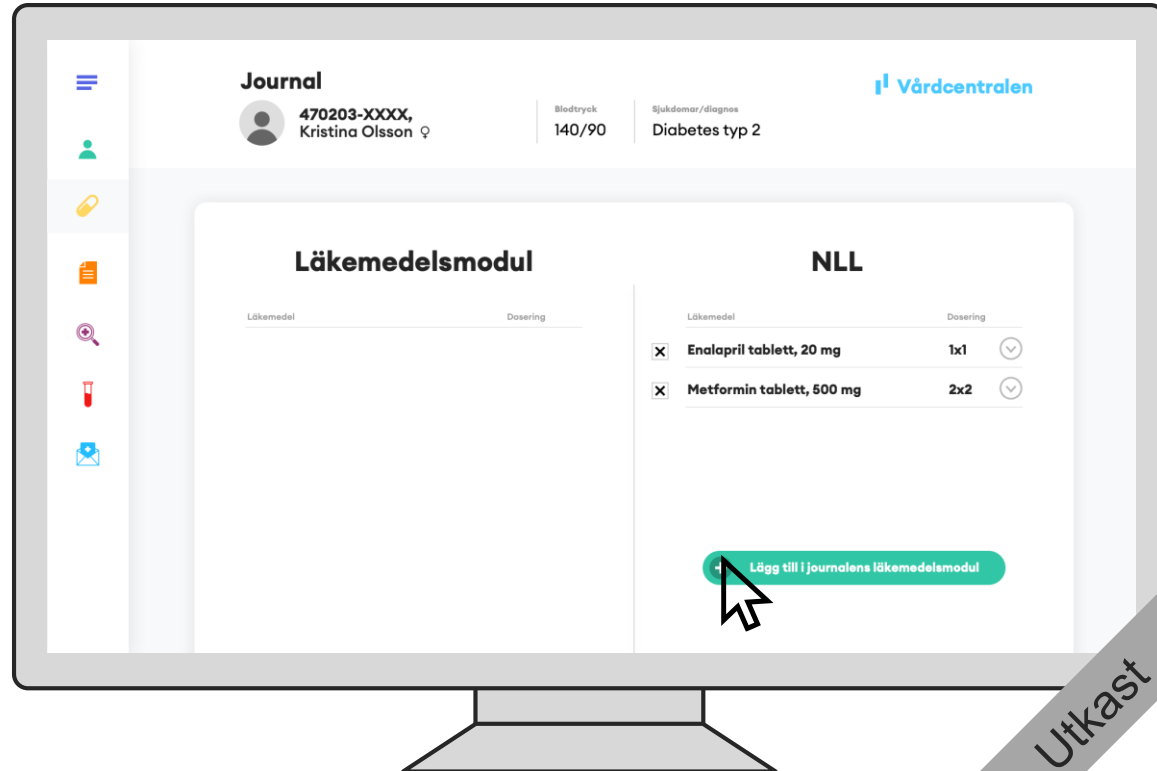 Journal
470203-XXXX,
Kristina Olsson ♀
Blodtryck
140/90
Sjukdomar/diagnos
Diabetes typ 2
Vårdcentralen
Läkemedelsmodul
Läkemedel Dosering
NLL
Läkemedel Dosering
Enalapril tablett, 20 mg 1x1
Metformin tablett, 500 mg 2x2
Lägg till i journalens läkemedelsmodul
Utkast